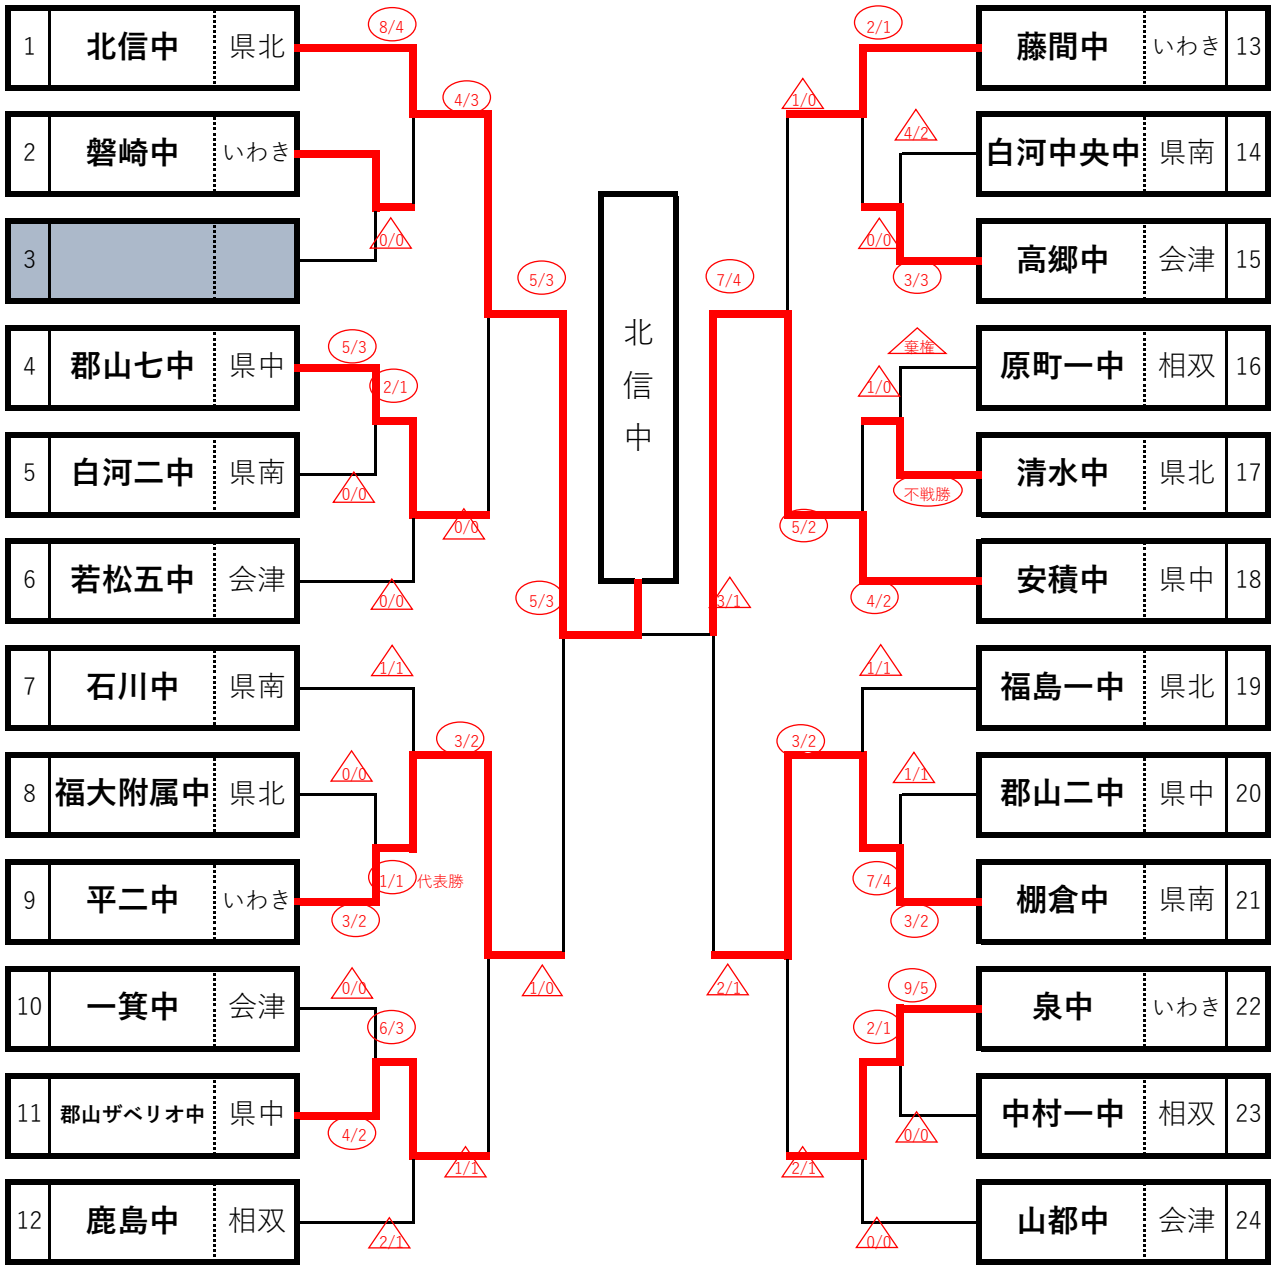 1 北信中 県北
2 磐崎中 いわき
3
4 郡山七中 県中
5 白河二中 県南
6 若松五中 会津
7 石川中 県南
8 福大附属中 県北
9 平二中 いわき
10 一箕中 会津
11 郡山ザベリオ中 県中
12 鹿島中 相双
8/4
4/3
0/0
5/3
5/3
2/1
0/0
0/0
0/0
5/3
1/1
3/2
0/0
1/1 代表勝
3/2
0/0
1/0
6/3
4/2
1/1
2/1
北信中
2/1
1/0
4/2
0/0
3/3
7/4
棄権
1/0
不戦勝
5/2
3/1
4/2
1/1
3/2
1/1
7/4
3/2
9/5
2/1
2/1
0/0
2/1
0/0
藤間中 いわき 13
白河中央中 県南 14
高郷中 会津 15
原町一中 相双 16
清水中 県北 17
安積中 県中 18
福島一中 県北 19
郡山二中 県中 20
棚倉中 県南 21
泉中 いわき 22
中村一中 相双 23
山都中 会津 24